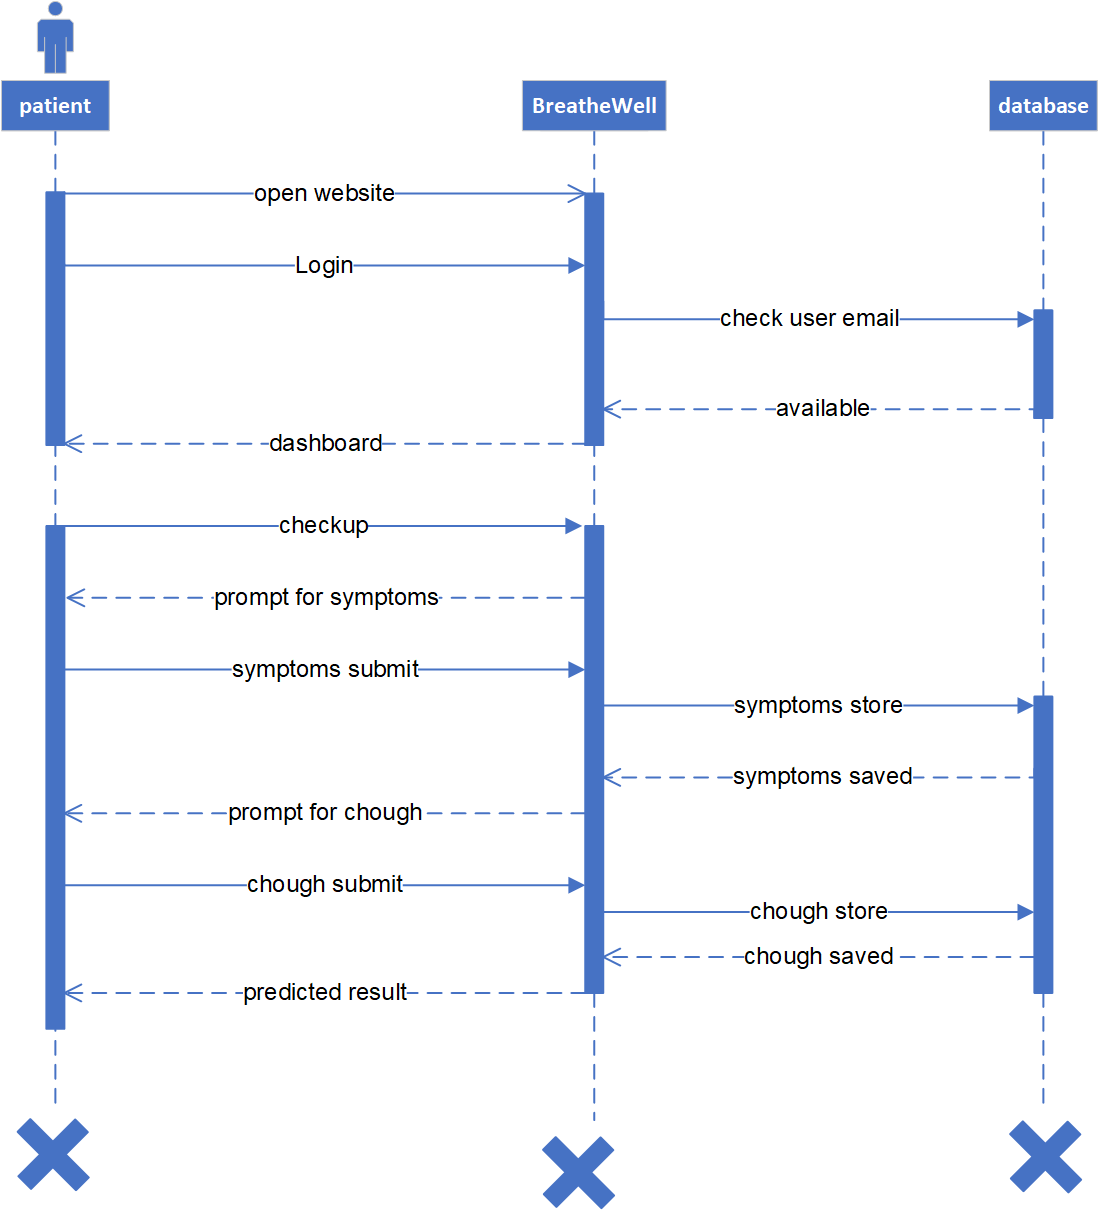 patient
BreatheWell
database
open website
Login
check user email
available
dashboard
checkup
prompt for symptoms
symptoms submit
symptoms store
symptoms saved
prompt for chough
chough submit
chough store
chough saved
predicted result